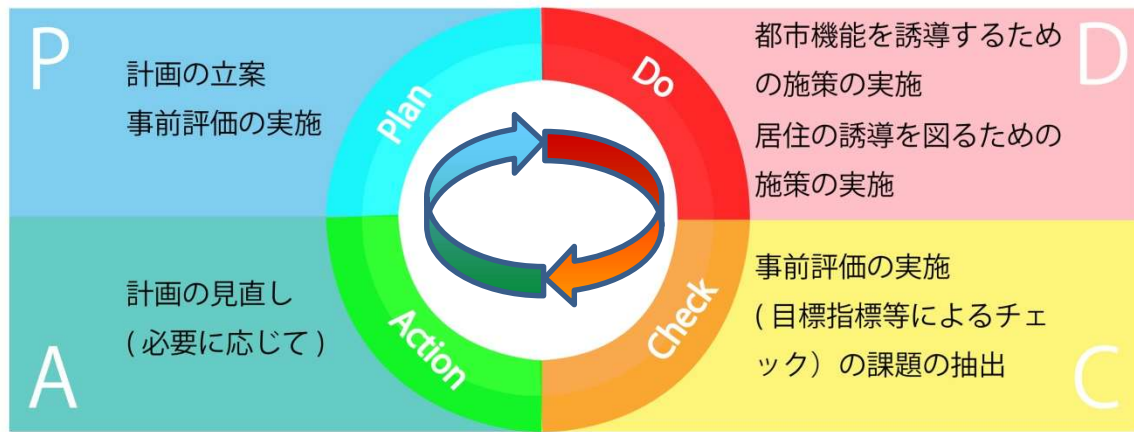 P
計画の立案
事前評価の実施
Plan
Do
都市機能を誘導するため
の施策の実施
居住の誘導を図るための
施策の実施
D
A
計画の見直し
( 必要に応じて )
Action
Check
事前評価の実施
( 目標指標等によるチェ
ック）の課題の抽出
C